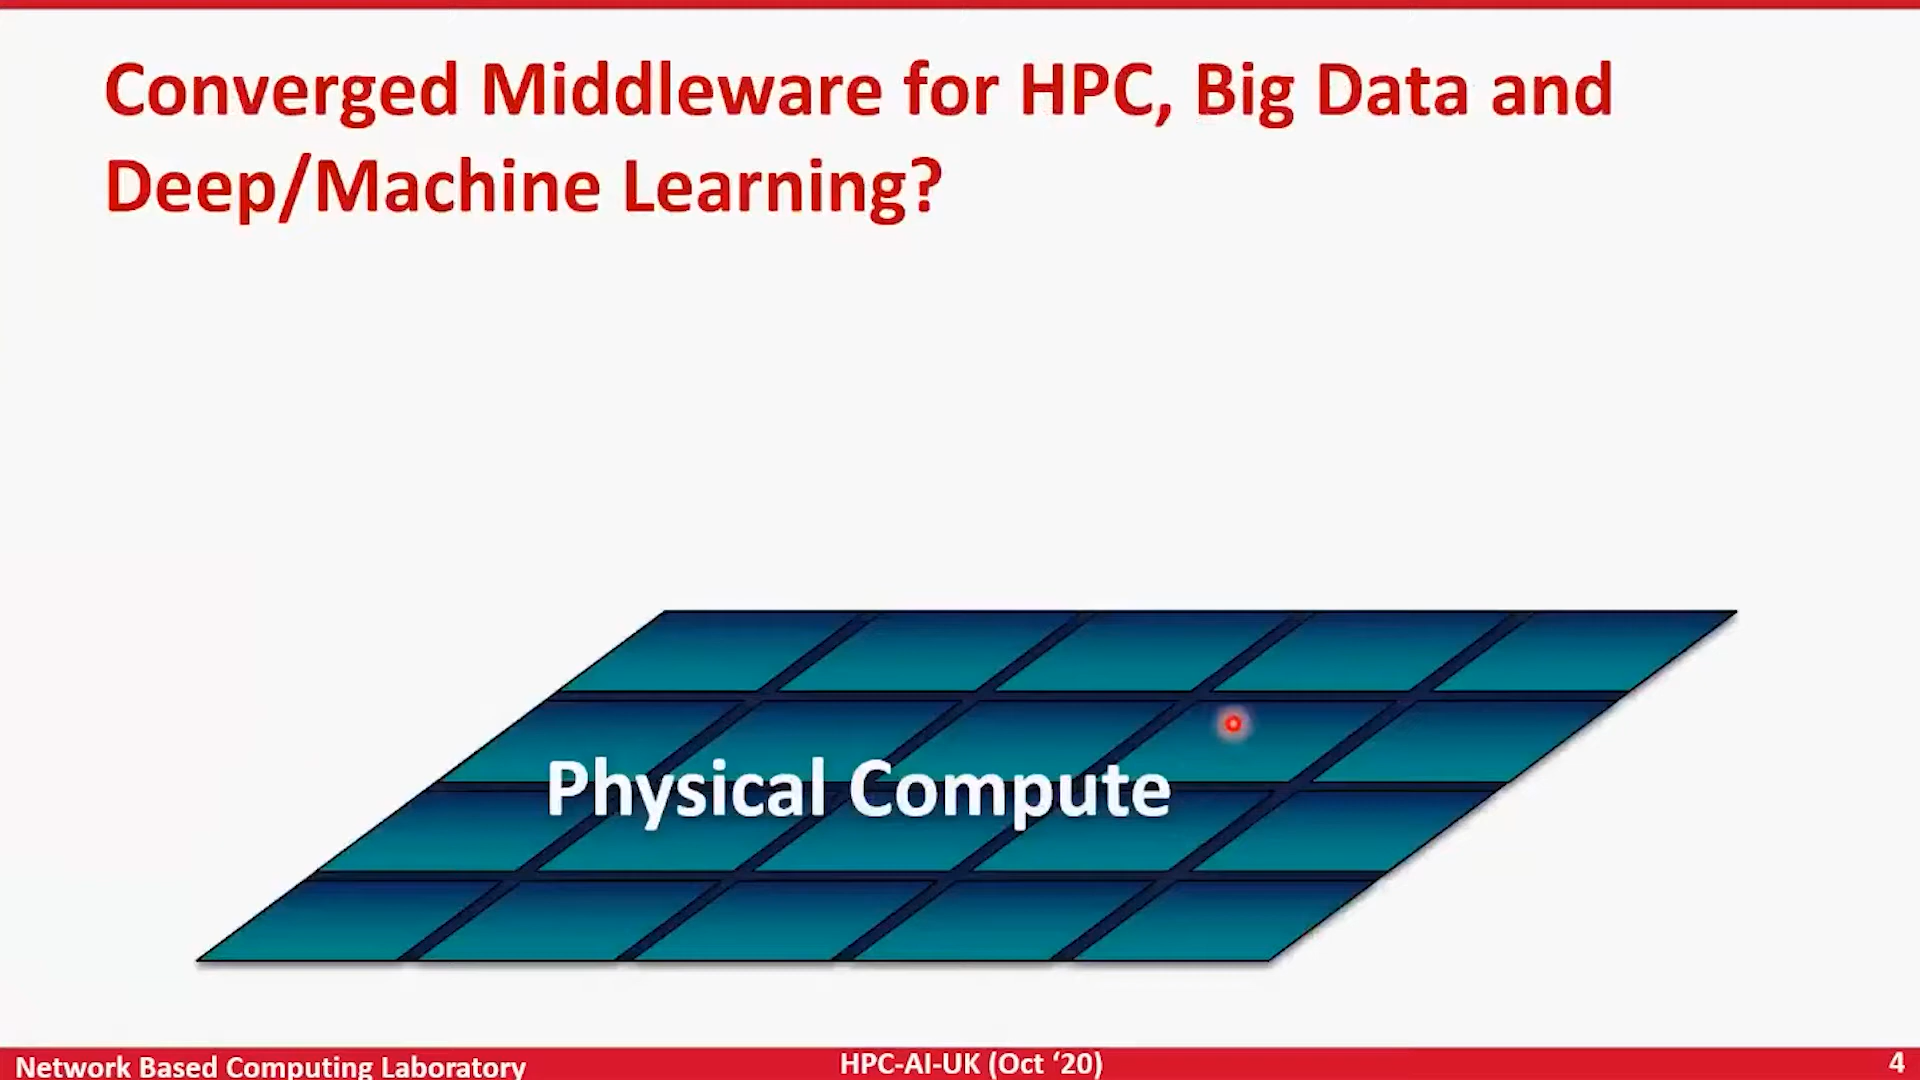 Converged Middleware for HPC, Big Data and
Deep/Machine Learning?
Physical Compute
Network Based Computing Laboratory
HPC-AI-UK (Oct ‘20)
4